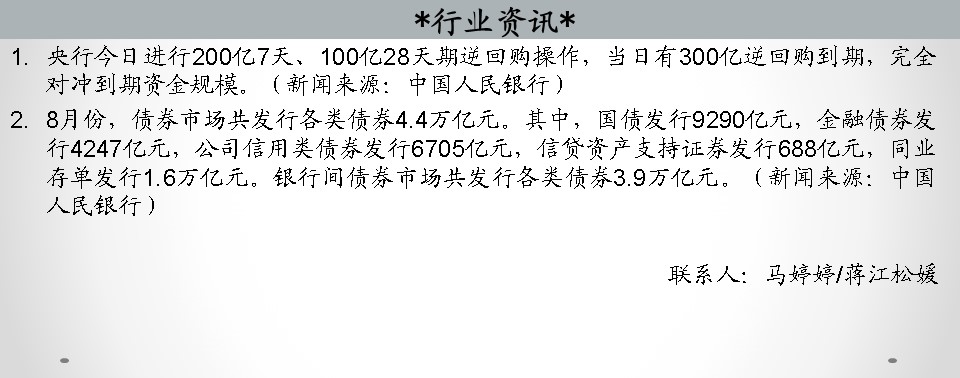 *行业资讯*
1. 央行今日进行200亿7天、100亿28天期逆回购操作，当日有300亿逆回购到期，完全
对冲到期资金规模。（新闻来源：中国人民银行）
2. 8月份，债券市场共发行各类债券4.4万亿元。其中，国债发行9290亿元，金融债券发
行4247亿元，公司信用类债券发行6705亿元，信贷资产支持证券发行688亿元，同业
存单发行1.6万亿元。银行间债券市场共发行各类债券3.9万亿元。（新闻来源：中国
人民银行）
联系人：马婷婷/蒋江松媛